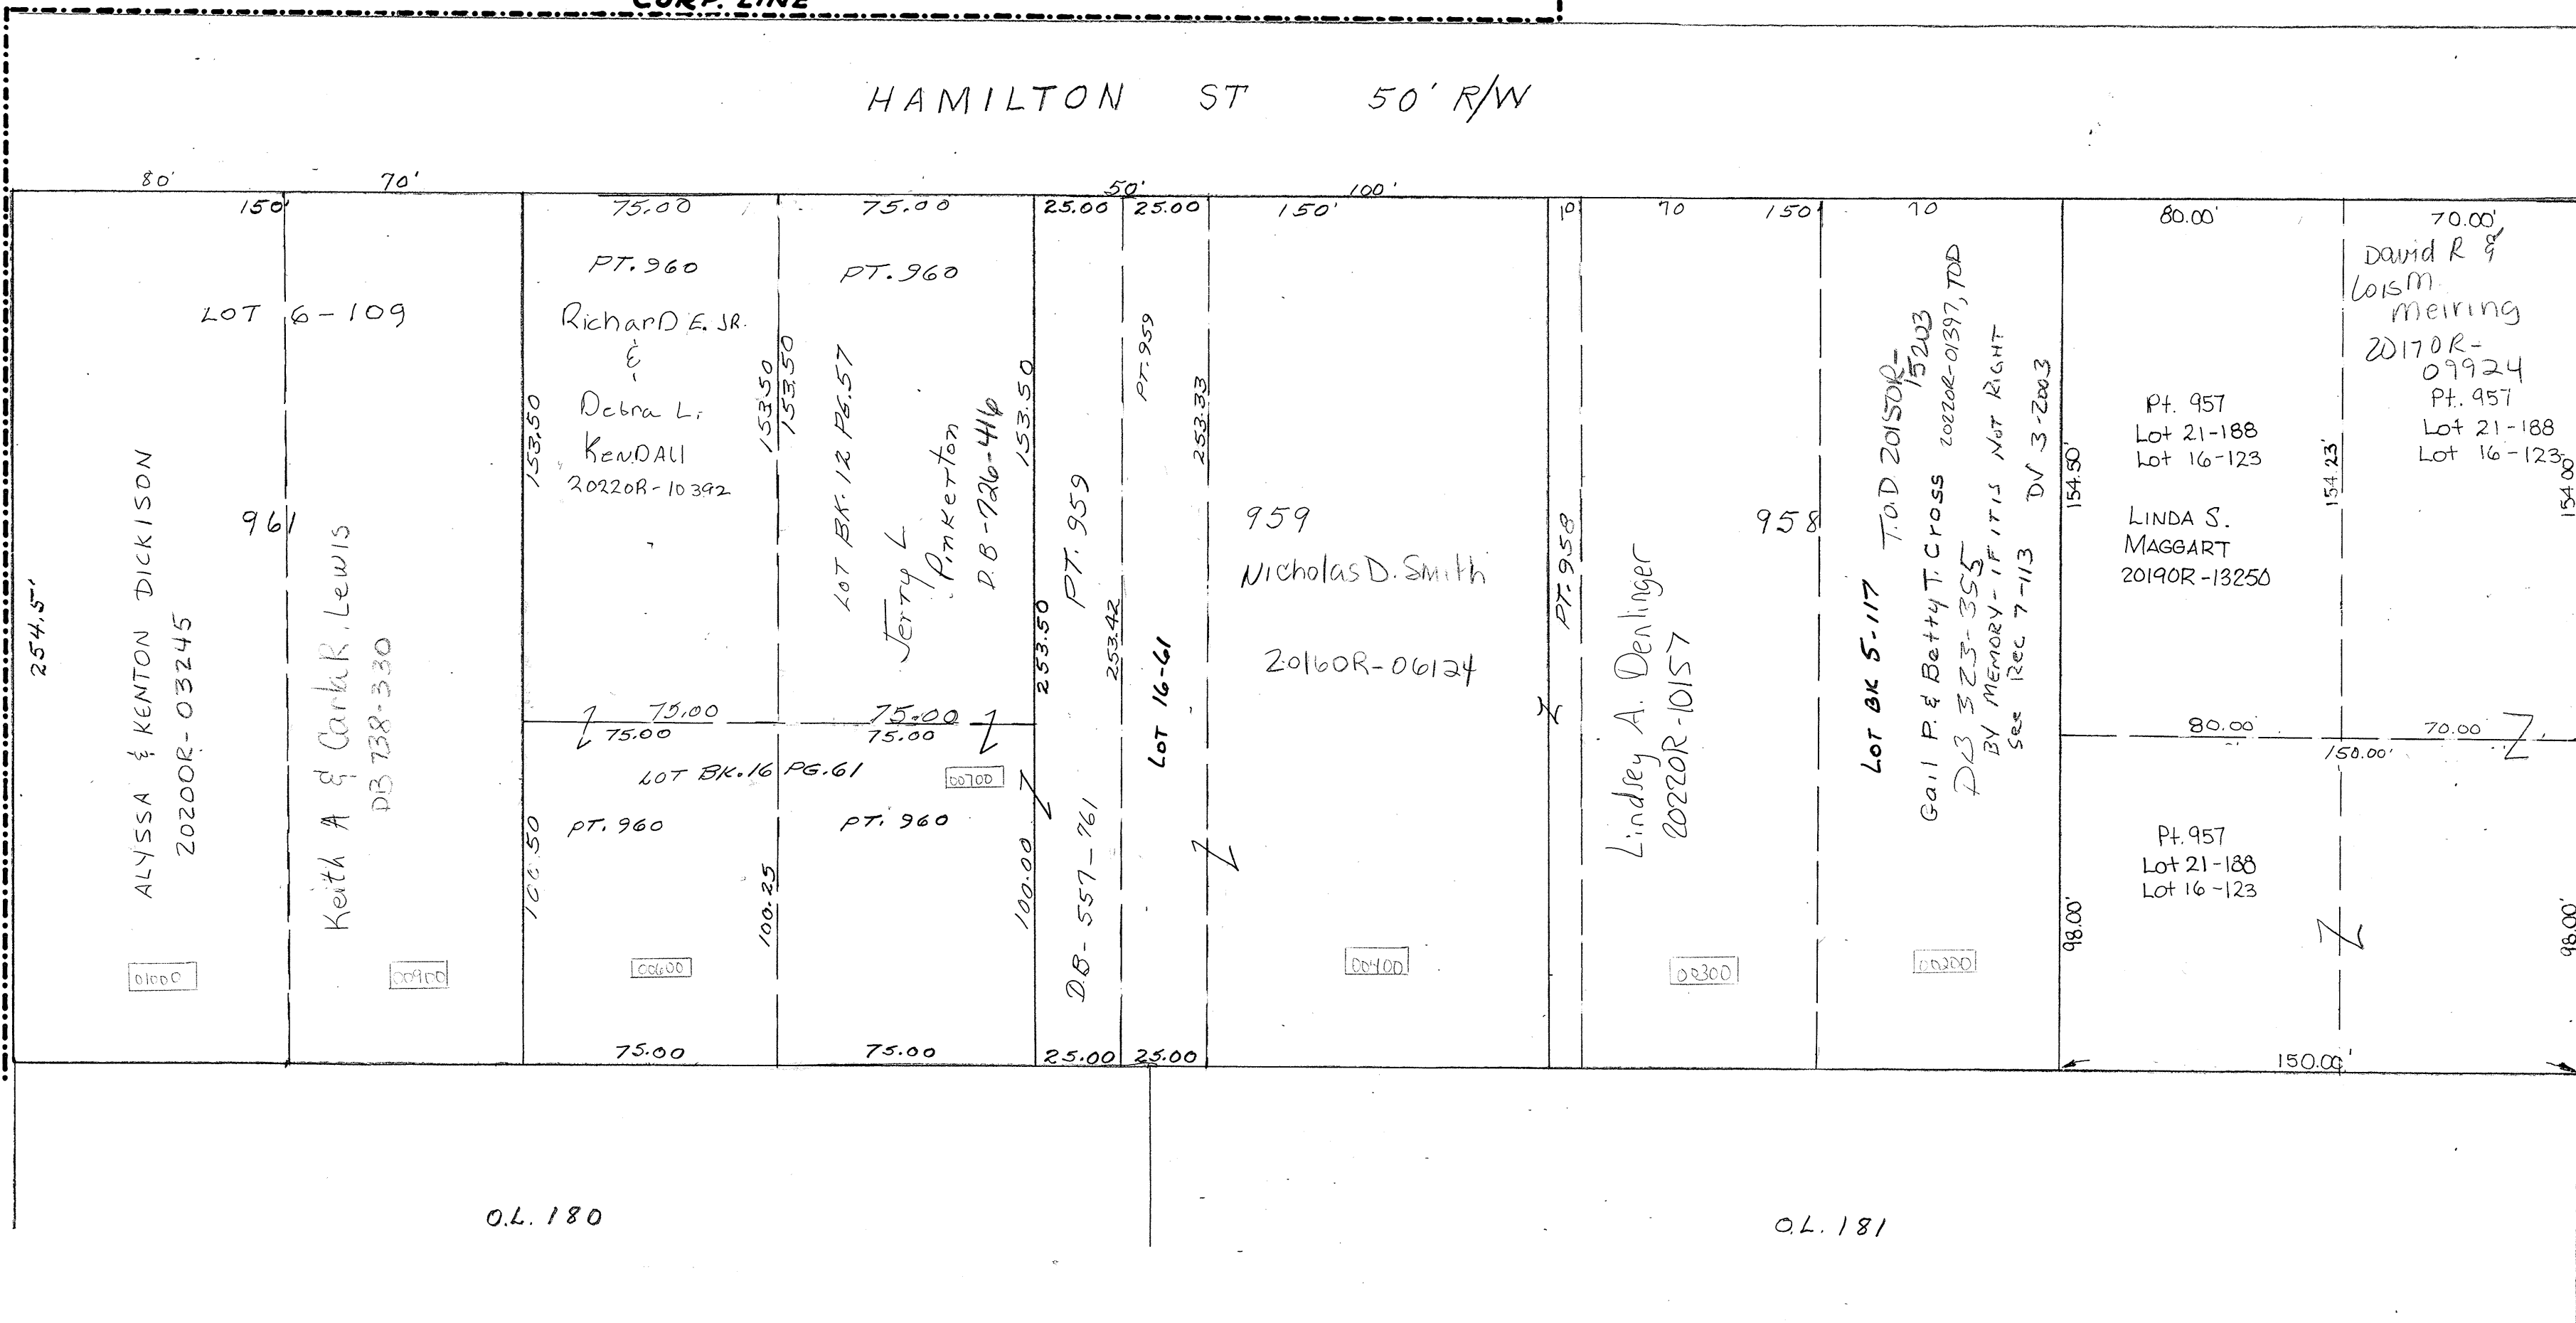 CORP. LINE
HAMILTON ST 50' R/W
80'
70'
50'
100'
150'
75.00
75.00
25.00
25.00
150'
10
70
150
70
80.00'
70.00'
LOT 6-109
961
254.5'
ALYSSA & KENTON DICKISON
20200R-03245
01000
Keith A & Carla R. Lewis
DB 738-330
00900
PT. 960
RicharD E. JR.
&
Debra L.
KenDAll
20220R-10392
153.50
153.50
75.00
75.00
PT. 960
LOT BK. 12 PG. 57
Jerry L
Pinkerton
D.B-726-416
153.50
153.50
75.00
75.00
LOT BK. 16 PG. 61
00700
PT. 960
PT. 960
100.50
100.25
100.00
00600
75.00
75.00
PT. 959
D.B-557-761
253.50
253.42
25.00
25.00
PT. 959
LOT 16-61
253.33
959
Nicholas D. Smith
20160R-06124
00400
PT. 958
Lindsey A. Denlinger
20220R-10157
00300
958
LOT BK 5-117
T.O.D. 20150R-
15203
Gail P. & Betty T. Cross
20220R-01397, TOD
DB 323-355
BY MEMORY-IF IT IS NOT RIGHT
See Rec 7-113
DV 3-2003
00200
154.50'
Pt. 957
Lot 21-188
Lot 16-123
LINDA S.
MAGGART
20190R-13250
154.23'
David R &
Lois M.
Meiring
20170R-
09924
Pt. 957
Lot 21-188
Lot 16-123
154.00
80.00'
70.00'
150.00'
Pt. 957
Lot 21-188
Lot 16-123
98.00'
98.00'
150.00'
O.L. 180
O.L. 181